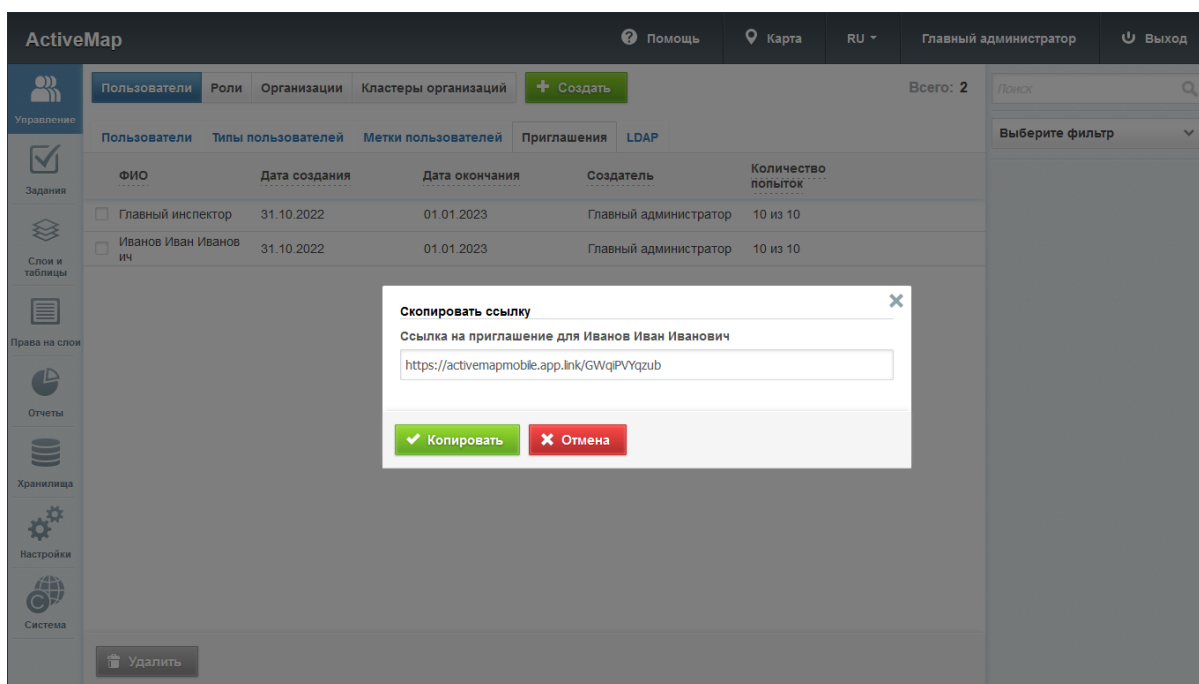 ActiveMap
Помощь
Карта
RU
Главный администратор
Выход
Управление
Задания
Слои и
таблицы
Права на слои
Отчеты
Хранилища
Настройки
Система
Пользователи Роли Организации Кластеры организаций Создать Всего: 2
Пользователи Типы пользователей Метки пользователей Приглашения LDAP
ФИО Дата создания Дата окончания Создатель Количество
попыток
Главный инспектор 31.10.2022 01.01.2023 Главный администратор 10 из 10
Иванов Иван Иванов
ич 31.10.2022 01.01.2023 Главный администратор 10 из 10
Скопировать ссылку
Ссылка на приглашение для Иванов Иван Иванович
https://activemapmobile.app.link/GWqiPVYqzub
Копировать Отмена
Удалить
Поиск
Выберите фильтр